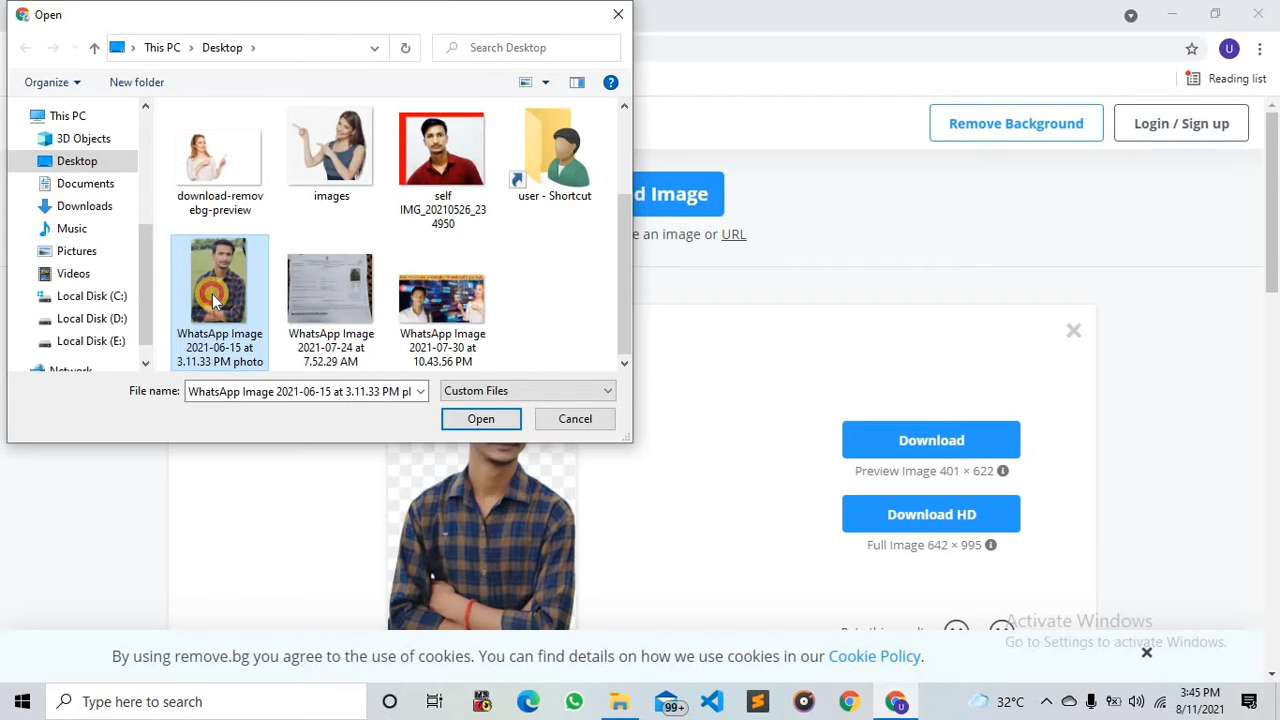 Open
This PC
Desktop
Search Desktop
U
Organize
New folder
Reading list
This PC
3D Objects
Desktop
Documents
Downloads
Music
Pictures
Videos
Local Disk (C:)
Local Disk (D:)
Local Disk (E:)
Network
download-remov
ebg-preview
images
self
IMG_20210526_23
4950
user - Shortcut
WhatsApp Image
2021-06-15 at
3.11.33 PM photo
WhatsApp Image
2021-07-24 at
7.52.29 AM
WhatsApp Image
2021-07-30 at
10.43.56 PM
File name:
WhatsApp Image 2021-06-15 at 3.11.33 PM pl
Custom Files
Open
Cancel
Remove Background
Login / Sign up
d Image
e an image or URL
Download
Preview Image 401 × 622
Download HD
Full Image 642 × 995
Activate Windows
Go to Settings to activate Windows.
By using remove.bg you agree to the use of cookies. You can find details on how we use cookies in our Cookie Policy.
Type here to search
99+
U
32°C
3:45 PM
8/11/2021